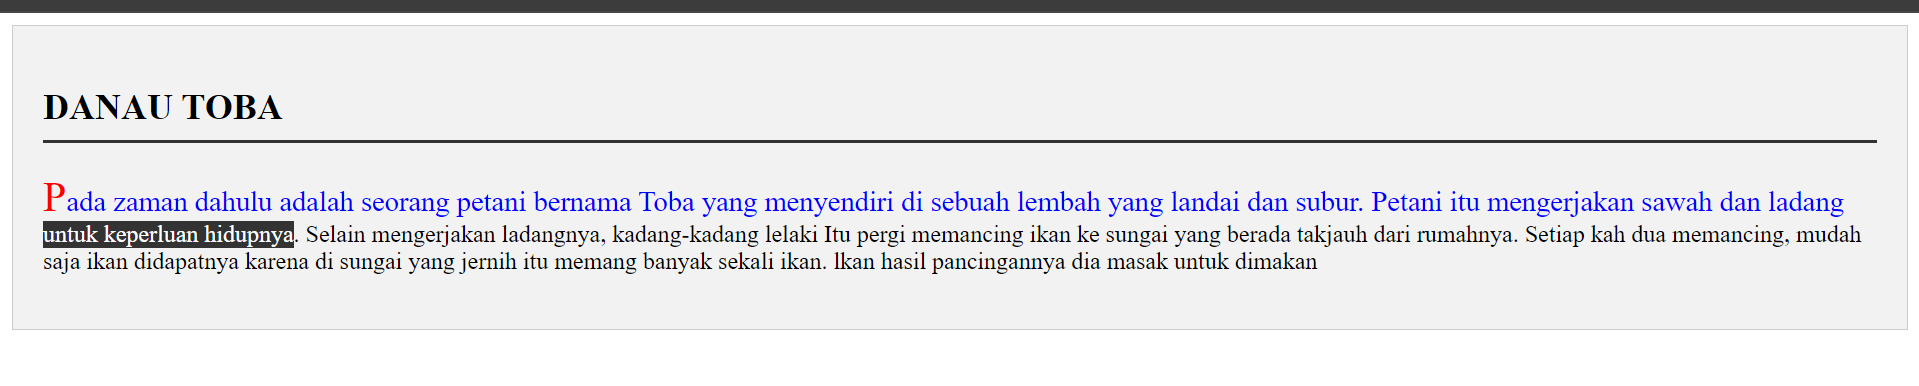 DANAU TOBA
Pada zaman dahulu adalah seorang petani bernama Toba yang menyendiri di sebuah lembah yang landai dan subur. Petani itu mengerjakan sawah dan ladang
untuk keperluan hidupnya. Selain mengerjakan ladangnya, kadang-kadang lelaki Itu pergi memancing ikan ke sungai yang berada takjauh dari rumahnya. Setiap kah dua memancing, mudah
saja ikan didapatnya karena di sungai yang jernih itu memang banyak sekali ikan. lkan hasil pancingannya dia masak untuk dimakan